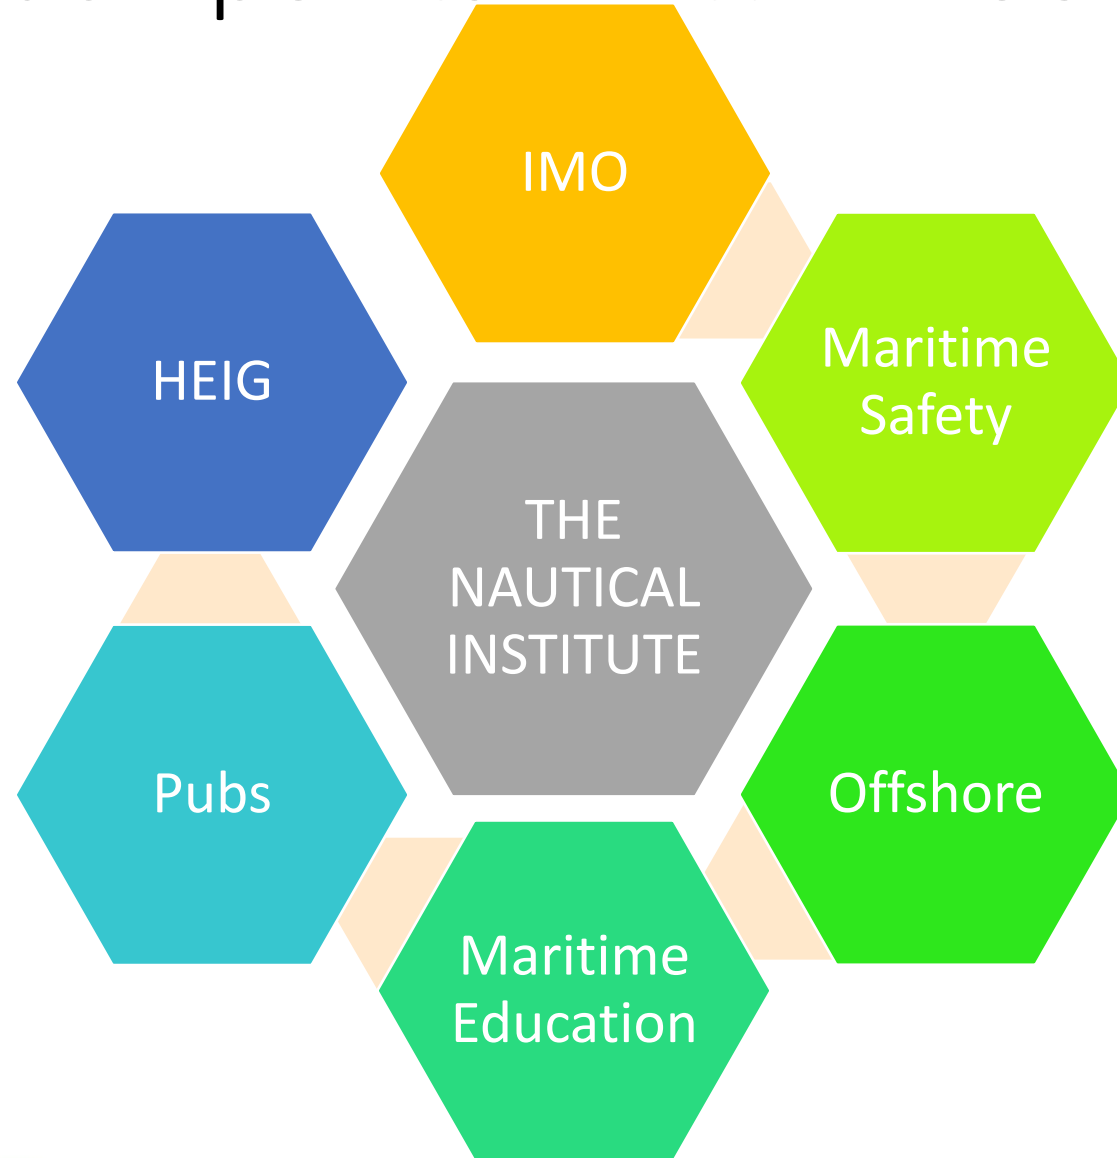 IMO
Maritime
Safety
HEIG
THE
NAUTICAL
INSTITUTE
Pubs
Offshore
Maritime
Education